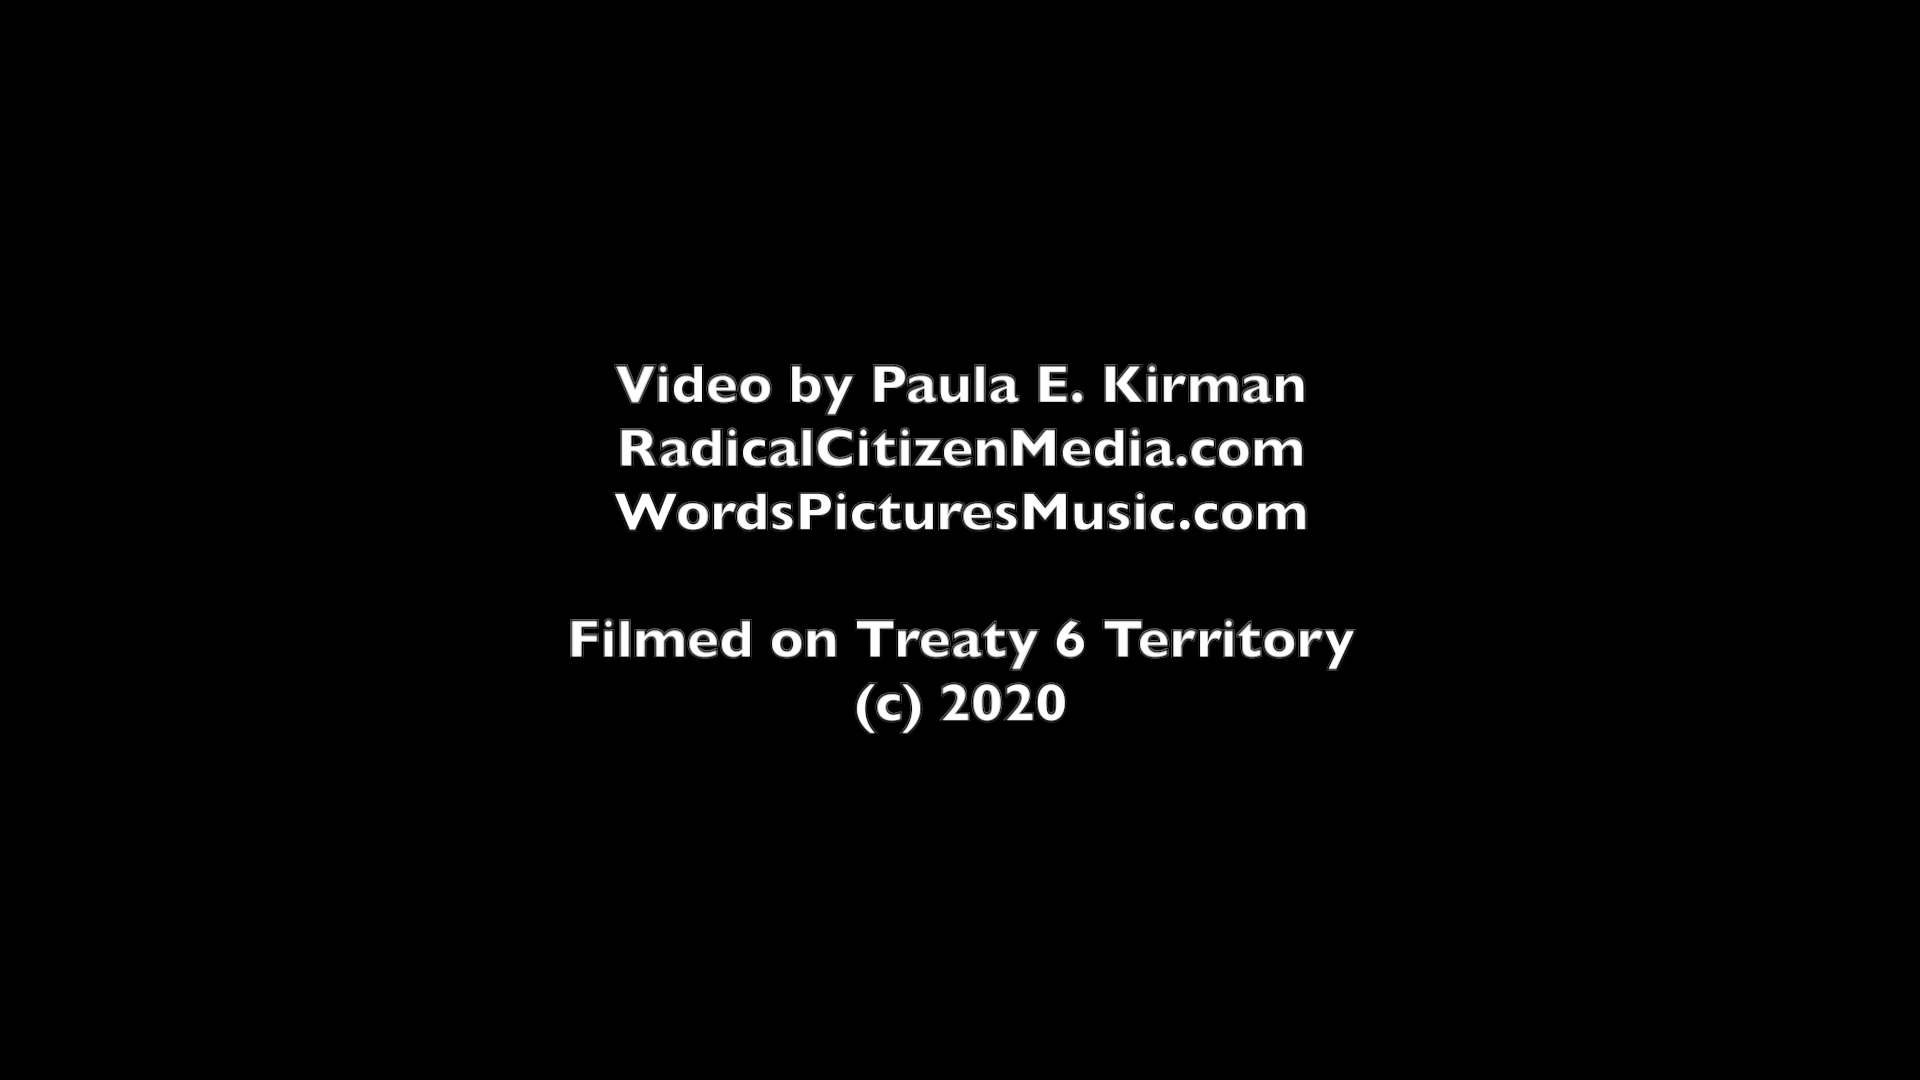 Video by Paula E. Kirman
RadicalCitizenMedia.com
WordsPicturesMusic.com
Filmed on Treaty 6 Territory
(c) 2020